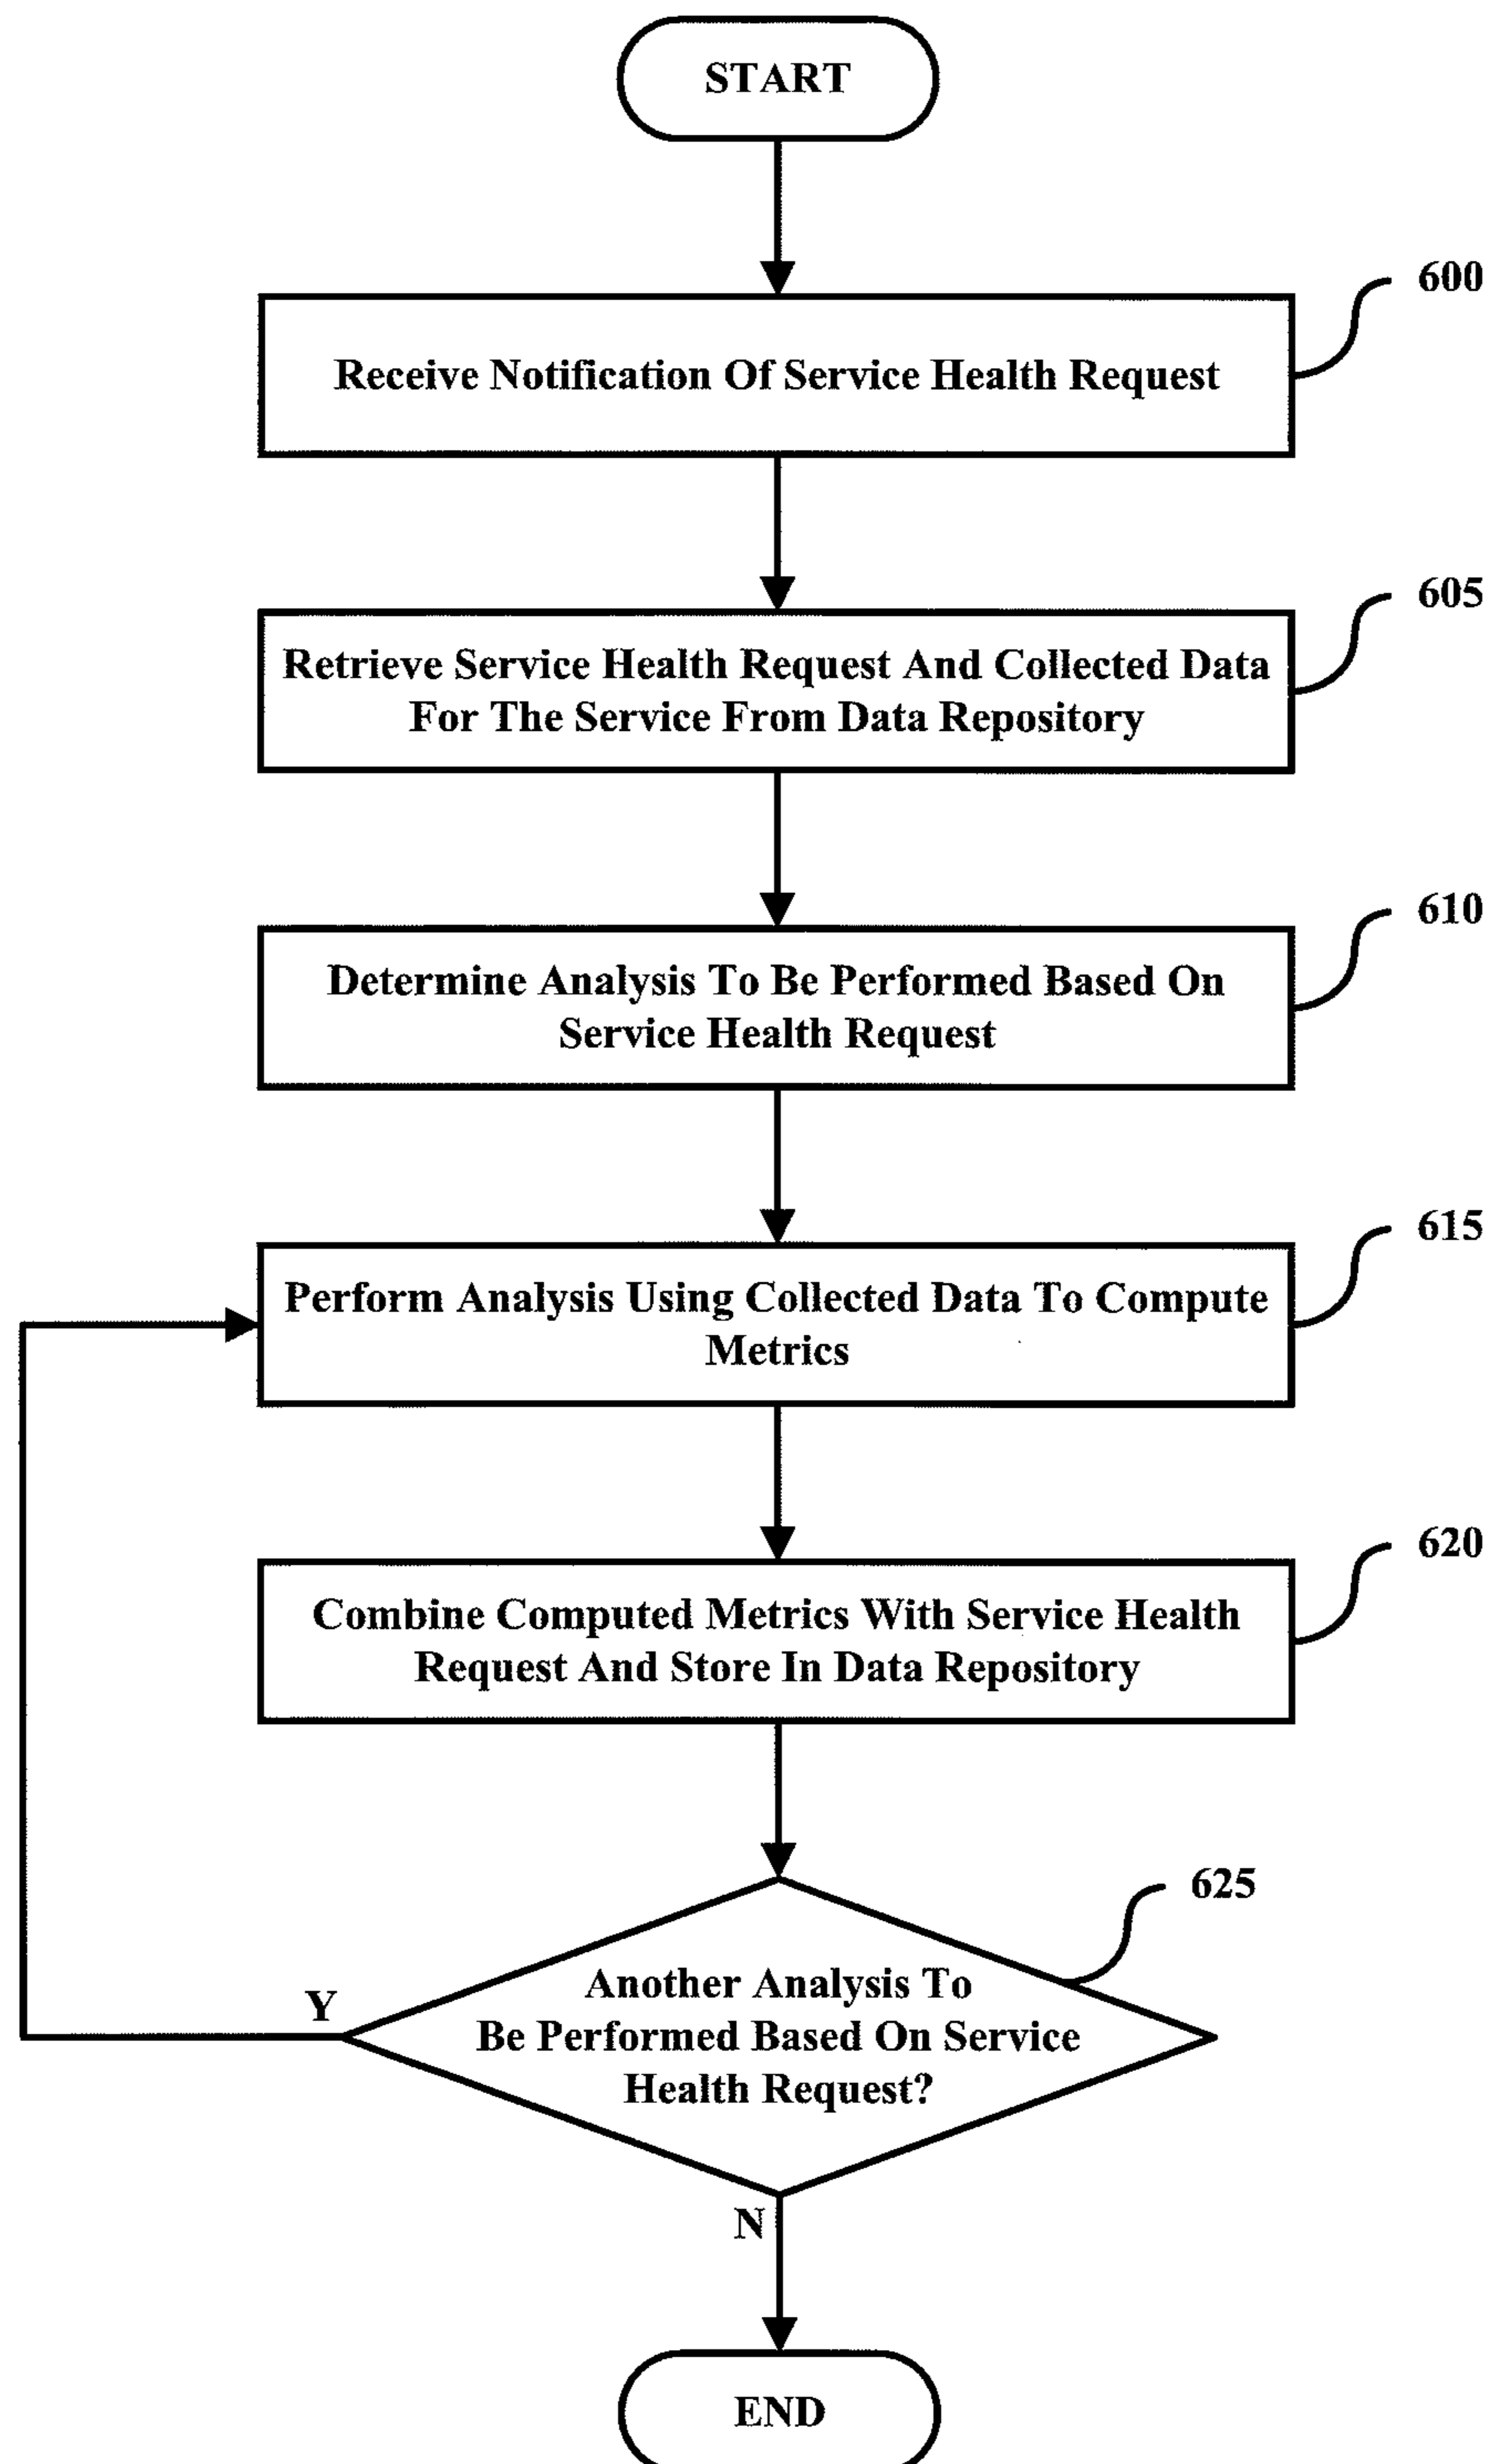 START
600
Receive Notification Of Service Health Request
605
Retrieve Service Health Request And Collected Data
For The Service From Data Repository
610
Determine Analysis To Be Performed Based On
Service Health Request
615
Perform Analysis Using Collected Data To Compute
Metrics
620
Combine Computed Metrics With Service Health
Request And Store In Data Repository
625
Another Analysis To
Be Performed Based On Service
Health Request?
Y
N
END